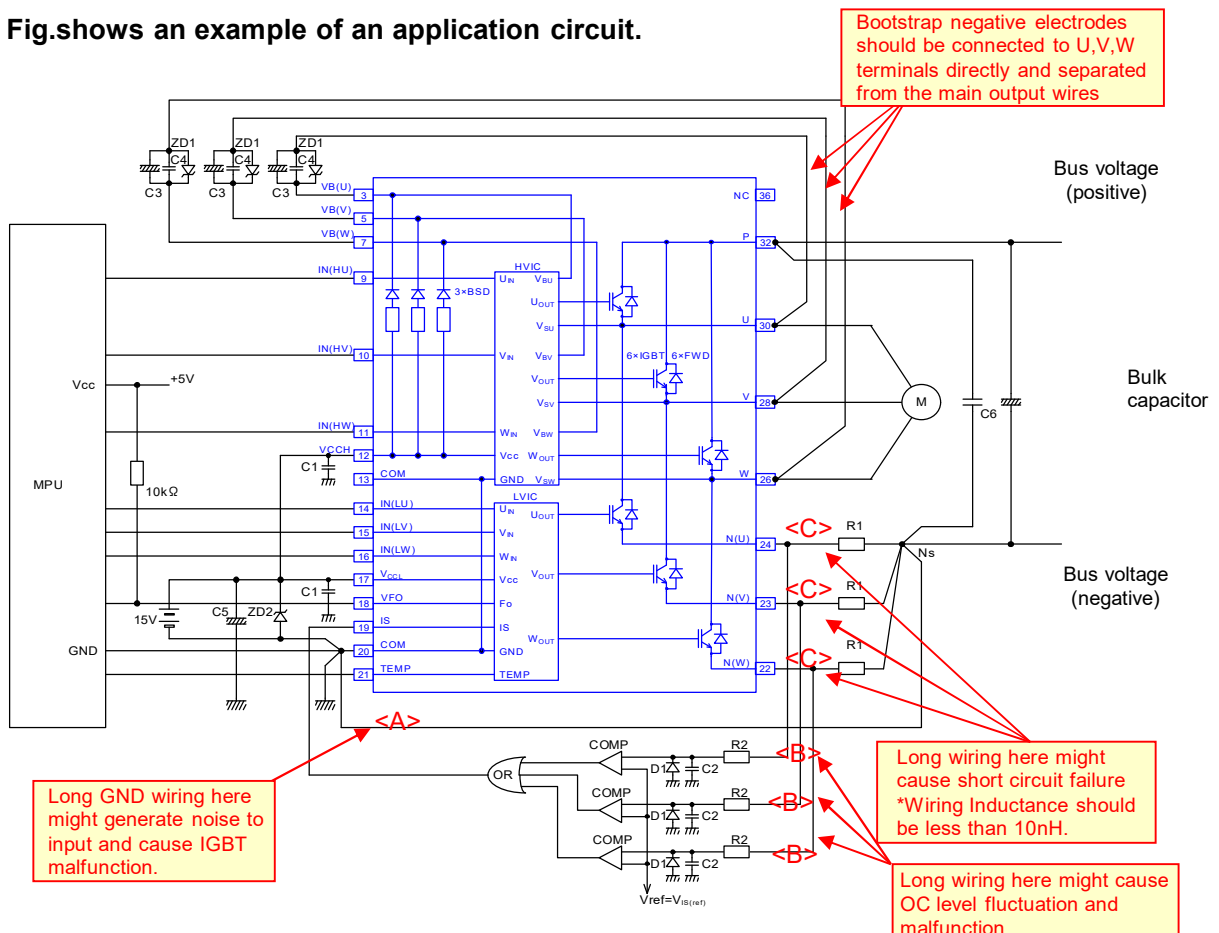 Fig.shows an example of an application circuit.
Bootstrap negative electrodes
should be connected to U,V,W
terminals directly and separated
from the main output wires
ZD1
ZD1
ZD1
C4
C4
C4
C3
C3
C3
Bus voltage
(positive)
VB(U)
3
VB(V)
5
VB(W)
7
NC
36
P
32
IN(HU)
9
HVIC
UIN
VBU
3×BSD
UOUT
VSU
U
30
IN(HV)
10
VIN
VBV
6×IGBT
6×FWD
VOUT
VSV
V
28
M
Bulk
capacitor
C6
Vcc
+5V
IN(HW)
11
WIN
VBW
VCCH
12
Vcc
WOUT
C1
COM
13
GND
VSW
W
26
MPU
10kΩ
LVIC
IN(LU)
14
UIN
UOUT
IN(LV)
15
VIN
IN(LW)
16
WIN
N(U)
24
<C>
R1
Ns
VCCL
17
Vcc
VOUT
C1
VFO
18
Fo
N(V)
23
<C>
R1
Bus voltage
(negative)
15V
C5
ZD2
IS
19
IS
WOUT
GND
COM
20
GND
N(W)
22
<C>
R1
TEMP
21
TEMP
<A>
Long GND wiring here
might generate noise to
input and cause IGBT
malfunction.
OR
COMP
D1
C2
R2
<B>
COMP
D1
C2
R2
<B>
COMP
D1
C2
R2
<B>
Vref=VIS(ref)
Long wiring here might
cause short circuit failure
*Wiring Inductance should
be less than 10nH.
Long wiring here might cause
OC level fluctuation and
malfunction